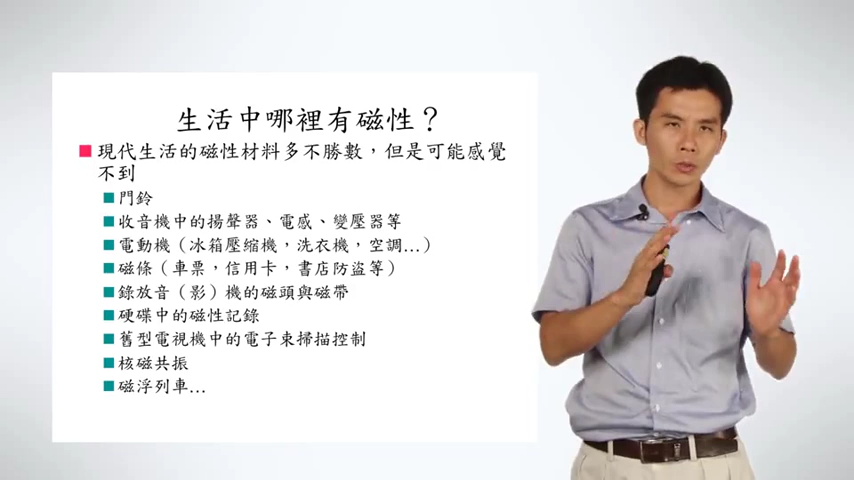 生活中哪裡有磁性？
現代生活的磁性材料多不勝數，但是可能感覺
不到
門鈴
收音機中的揚聲器、電感、變壓器等
電動機（冰箱壓縮機，洗衣機，空調...）
磁條（車票，信用卡，書店防盜等）
錄放音（影）機的磁頭與磁帶
硬碟中的磁性記錄
舊型電視機中的電子束掃描控制
核磁共振
磁浮列車...